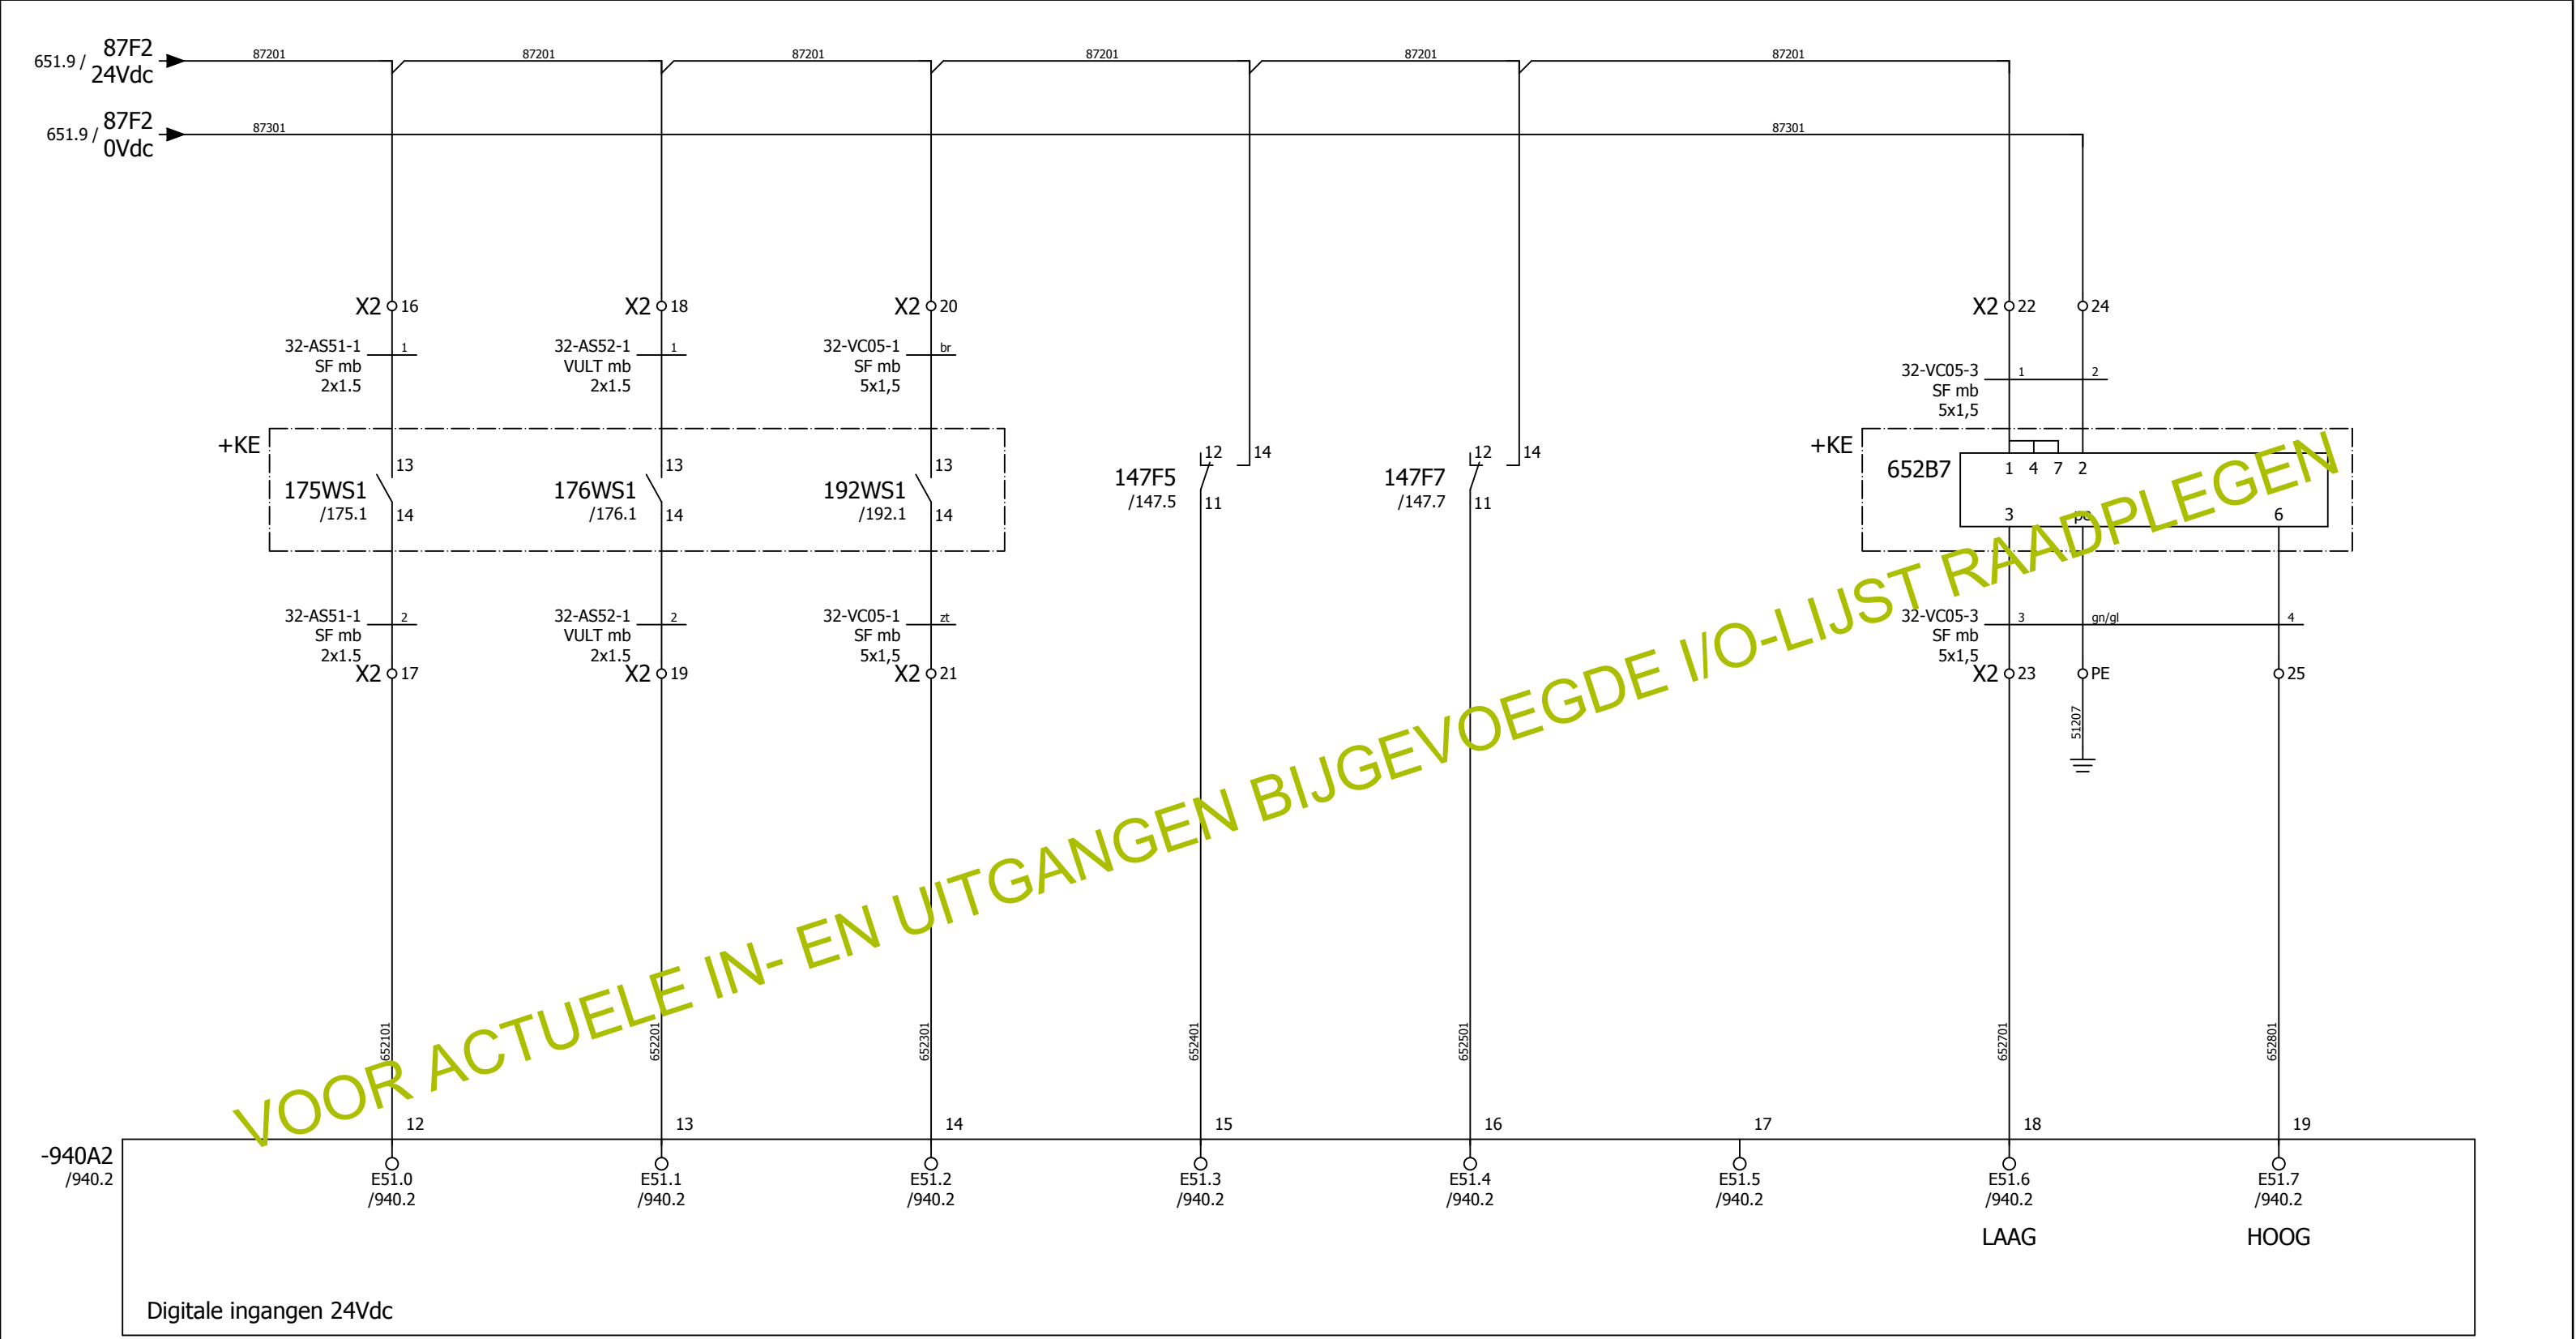 651.9 / 87F2 24Vdc
87201 87201 87201 87201 87201 87201
651.9 / 87F2 0Vdc
87301 87301
X2 16 X2 18 X2 20 X2 22 24
32-AS51-1 1
SF mb
2x1.5
32-AS52-1 1
VULT mb
2x1.5
32-VC05-1 br
SF mb
5x1,5
32-VC05-3 1 2
SF mb
5x1,5
+KE
175WS1
/175.1
13
14
176WS1
/176.1
13
14
192WS1
/192.1
13
14
147F5
/147.5
12 14
11
147F7
/147.7
12 14
11
+KE
652B7
1 4 7 2
3 pe 6
32-AS51-1 2
SF mb
2x1.5
X2 17
32-AS52-1 2
VULT mb
2x1.5
X2 19
32-VC05-1 zt
SF mb
5x1,5
X2 21
32-VC05-3 3 gn/gl 4
SF mb
5x1,5
X2 23 PE 25
51207
VOOR ACTUELE IN- EN UITGANGEN BIJGEVOEGDE I/O-LIJST RAADPLEGEN
652101 652201 652301 652401 652501 652701 652801
12 13 14 15 16 17 18 19
-940A2
/940.2
E51.0 E51.1 E51.2 E51.3 E51.4 E51.5 E51.6 E51.7
/940.2 /940.2 /940.2 /940.2 /940.2 /940.2 /940.2 /940.2
LAAG HOOG
Digitale ingangen 24Vdc